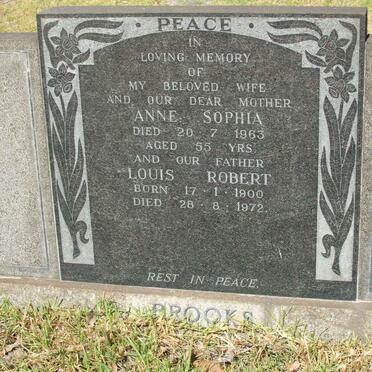 · PEACE ·
IN
LOVING MEMORY
OF
MY BELOVED WIFE
AND OUR DEAR MOTHER
ANNE SOPHIA
DIED 20·7·1963
AGED 55 YRS
AND OUR FATHER
LOUIS ROBERT
BORN 17·1·1900
DIED 28·8·1972.
REST IN PEACE.
BROOKS